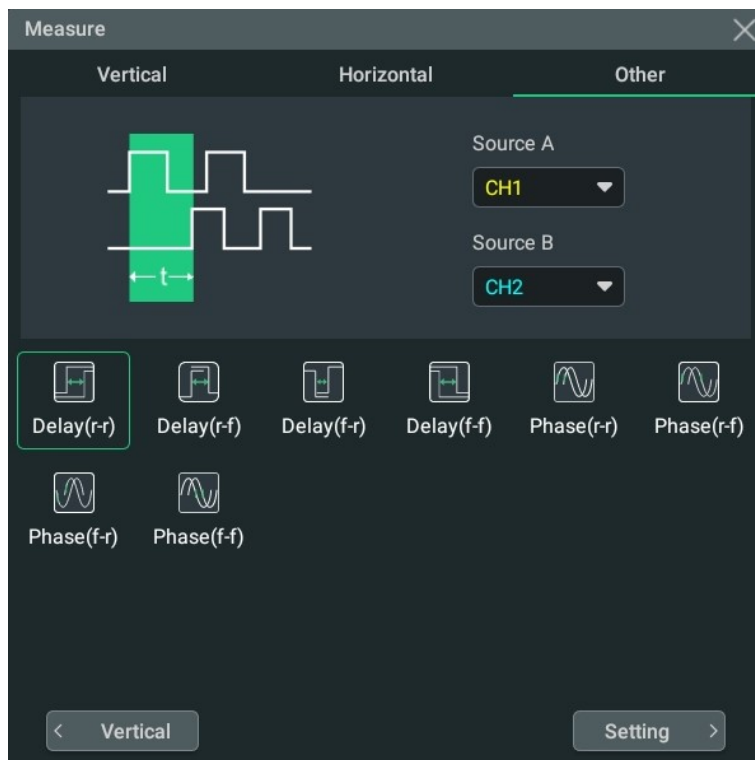 Measure
Vertical Horizontal Other
Source A
CH1
Source B
CH2
t
Delay(r-r) Delay(r-f) Delay(f-r) Delay(f-f) Phase(r-r) Phase(r-f)
Phase(f-r) Phase(f-f)
< Vertical Setting >